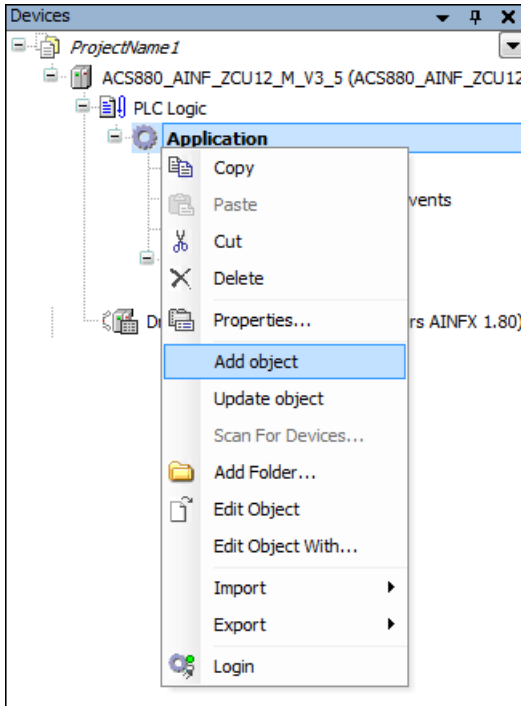 Devices
ProjectName1
ACS880_AINF_ZCU12_M_V3_5 (ACS880_AINF_ZCU12
PLC Logic
Application
Copy
Paste
vents
Cut
Delete
Properties...
rs AINFX 1.80)
Add object
Update object
Scan For Devices...
Add Folder...
Edit Object
Edit Object With...
Import
Export
Login